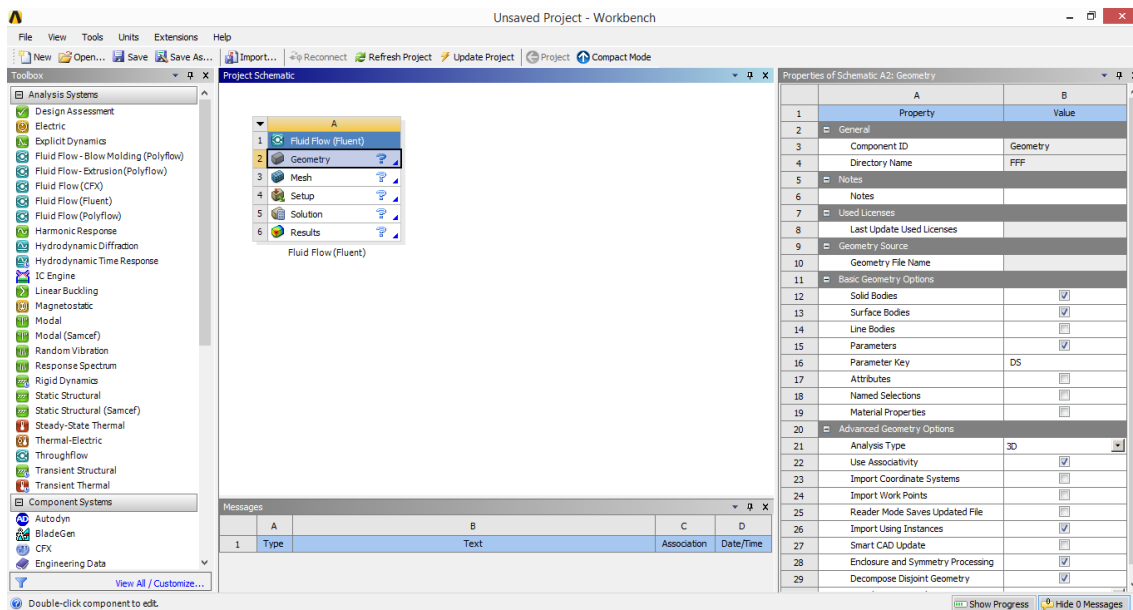 Unsaved Project - Workbench
File View Tools Units Extensions Help
New Open... Save Save As... Import... Reconnect Refresh Project Update Project Project Compact Mode
Toolbox
Analysis Systems
Design Assessment
Electric
Explicit Dynamics
Fluid Flow - Blow Molding (Polyflow)
Fluid Flow - Extrusion (Polyflow)
Fluid Flow (CFX)
Fluid Flow (Fluent)
Fluid Flow (Polyflow)
Harmonic Response
Hydrodynamic Diffraction
Hydrodynamic Time Response
IC Engine
Linear Buckling
Magnetostatic
Modal
Modal (Samcef)
Random Vibration
Response Spectrum
Rigid Dynamics
Static Structural
Static Structural (Samcef)
Steady-State Thermal
Thermal-Electric
Throughflow
Transient Structural
Transient Thermal
Component Systems
Autodyn
BladeGen
CFX
Engineering Data
View All / Customize...
Project Schematic
A
1 Fluid Flow (Fluent)
2 Geometry ?
3 Mesh ?
4 Setup ?
5 Solution ?
6 Results ?
Fluid Flow (Fluent)
Messages
A B C D
1 Type Text Association Date/Time
Properties of Schematic A2: Geometry
A B
1 Property Value
2 General
3 Component ID Geometry
4 Directory Name FFF
5 Notes
6 Notes
7 Used Licenses
8 Last Update Used Licenses
9 Geometry Source
10 Geometry File Name
11 Basic Geometry Options
12 Solid Bodies
13 Surface Bodies
14 Line Bodies
15 Parameters
16 Parameter Key DS
17 Attributes
18 Named Selections
19 Material Properties
20 Advanced Geometry Options
21 Analysis Type 3D
22 Use Associativity
23 Import Coordinate Systems
24 Import Work Points
25 Reader Mode Saves Updated File
26 Import Using Instances
27 Smart CAD Update
28 Enclosure and Symmetry Processing
29 Decompose Disjoint Geometry
Double-click component to edit.
Show Progress Hide 0 Messages